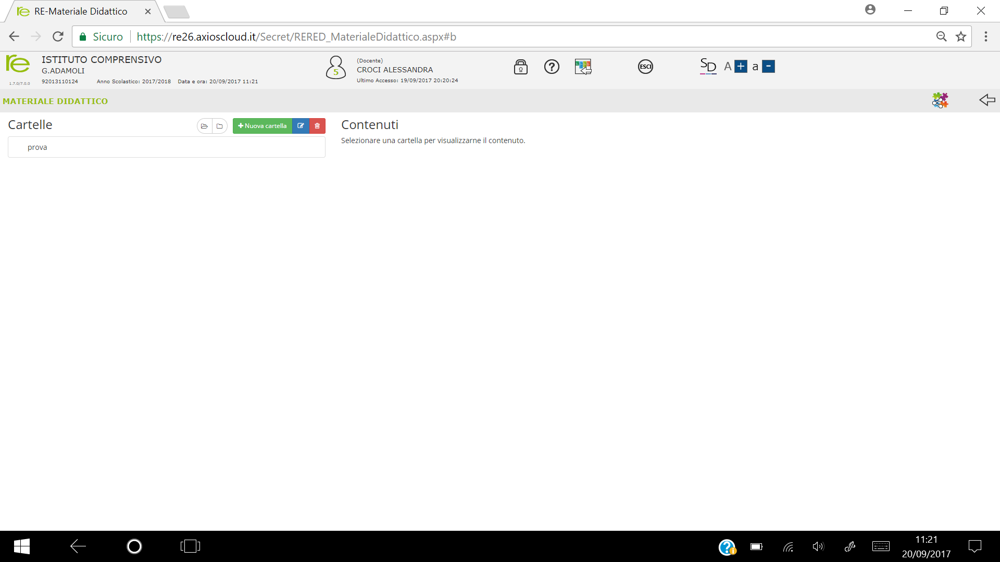 RE-Materiale Didattico
Sicuro https://re26.axioscloud.it/Secret/RERED_MaterialeDidattico.aspx#b
re
1.7.0/7.0.0
ISTITUTO COMPRENSIVO
G.ADAMOLI
92013110124 Anno Scolastico: 2017/2018 Data e ora: 20/09/2017 11:21
5
(Docente)
CROCI ALESSANDRA
Ultimo Accesso: 19/09/2017 20:20:24
ESCI
SD A + a -
MATERIALE DIDATTICO
Cartelle
Nuova cartella
prova
Contenuti
Selezionare una cartella per visualizzarne il contenuto.
11:21
20/09/2017